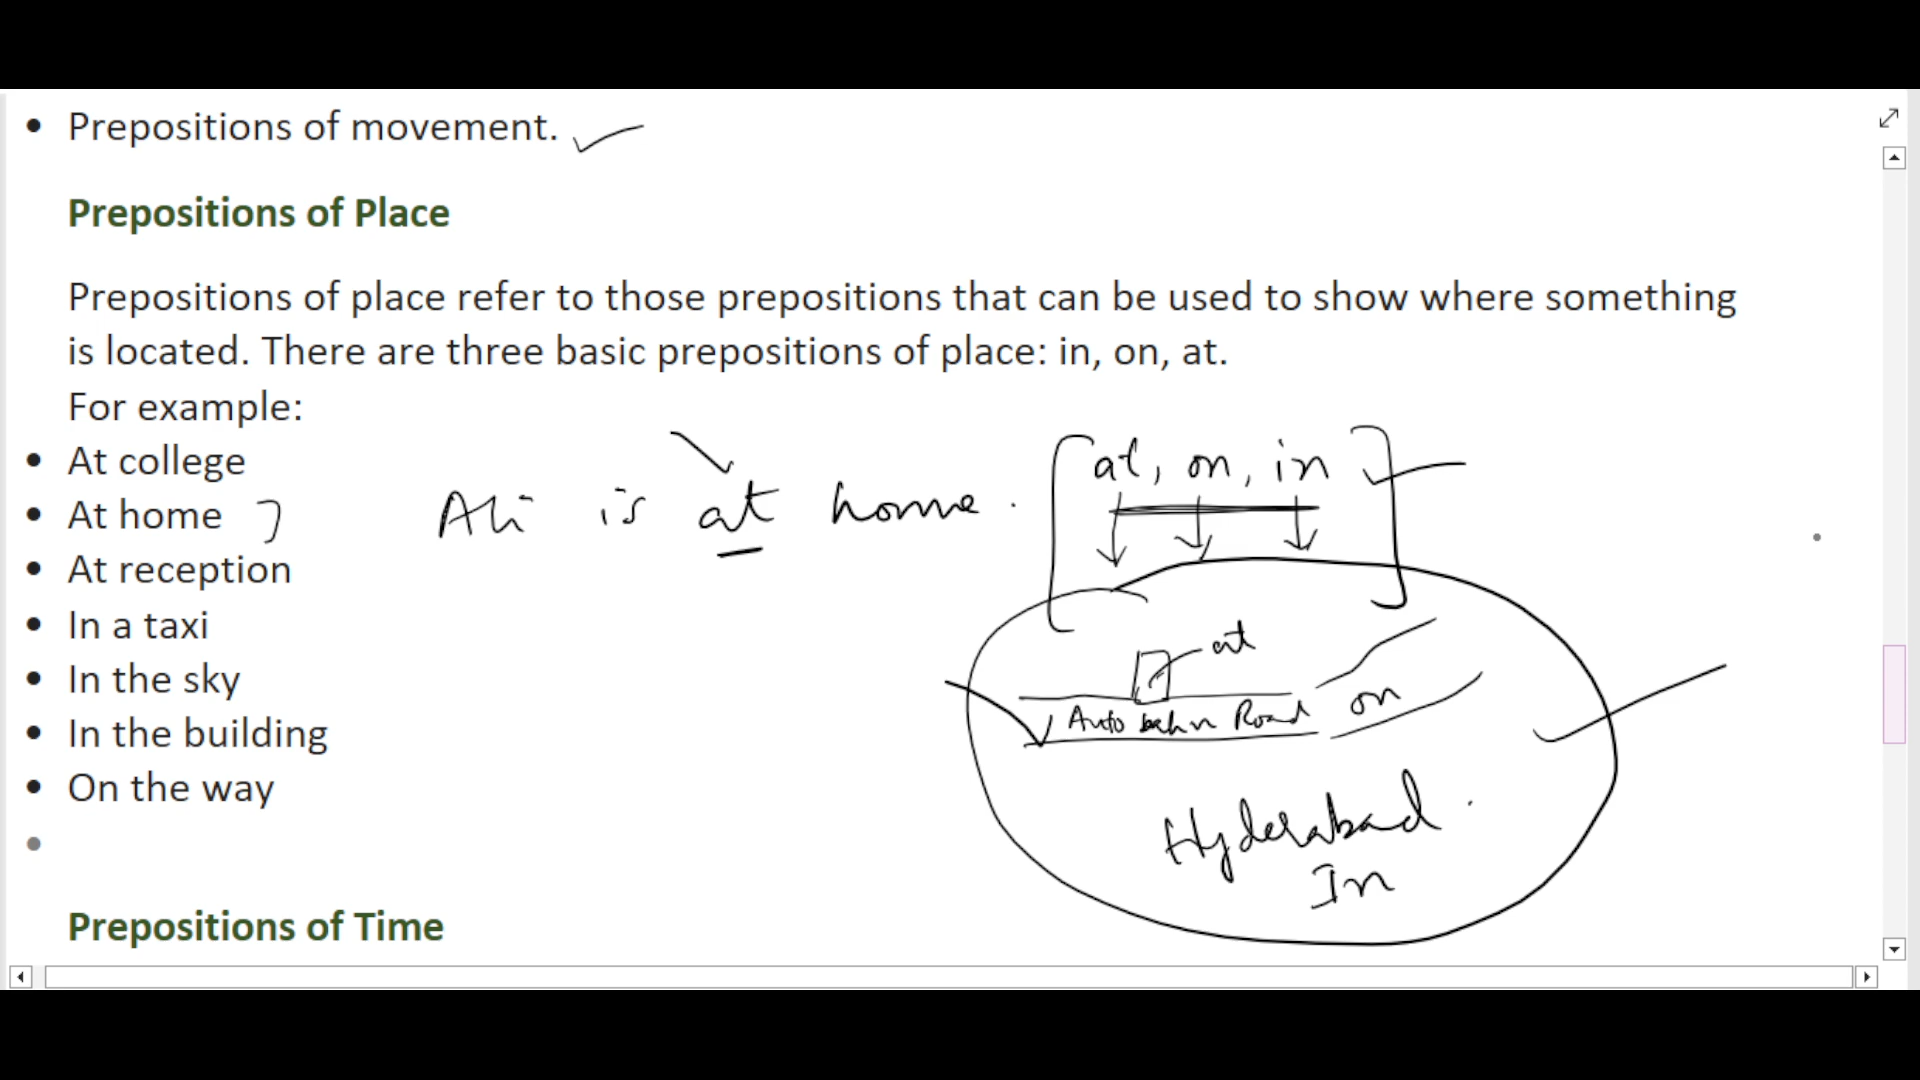 • Prepositions of movement.
Prepositions of Place
Prepositions of place refer to those prepositions that can be used to show where something
is located. There are three basic prepositions of place: in, on, at.
For example:
• At college
• At home
• At reception
• In a taxi
• In the sky
• In the building
• On the way
Ali is at home.
at, on, in
at
Auto bahn Road on
Hyderabad.
In
Prepositions of Time